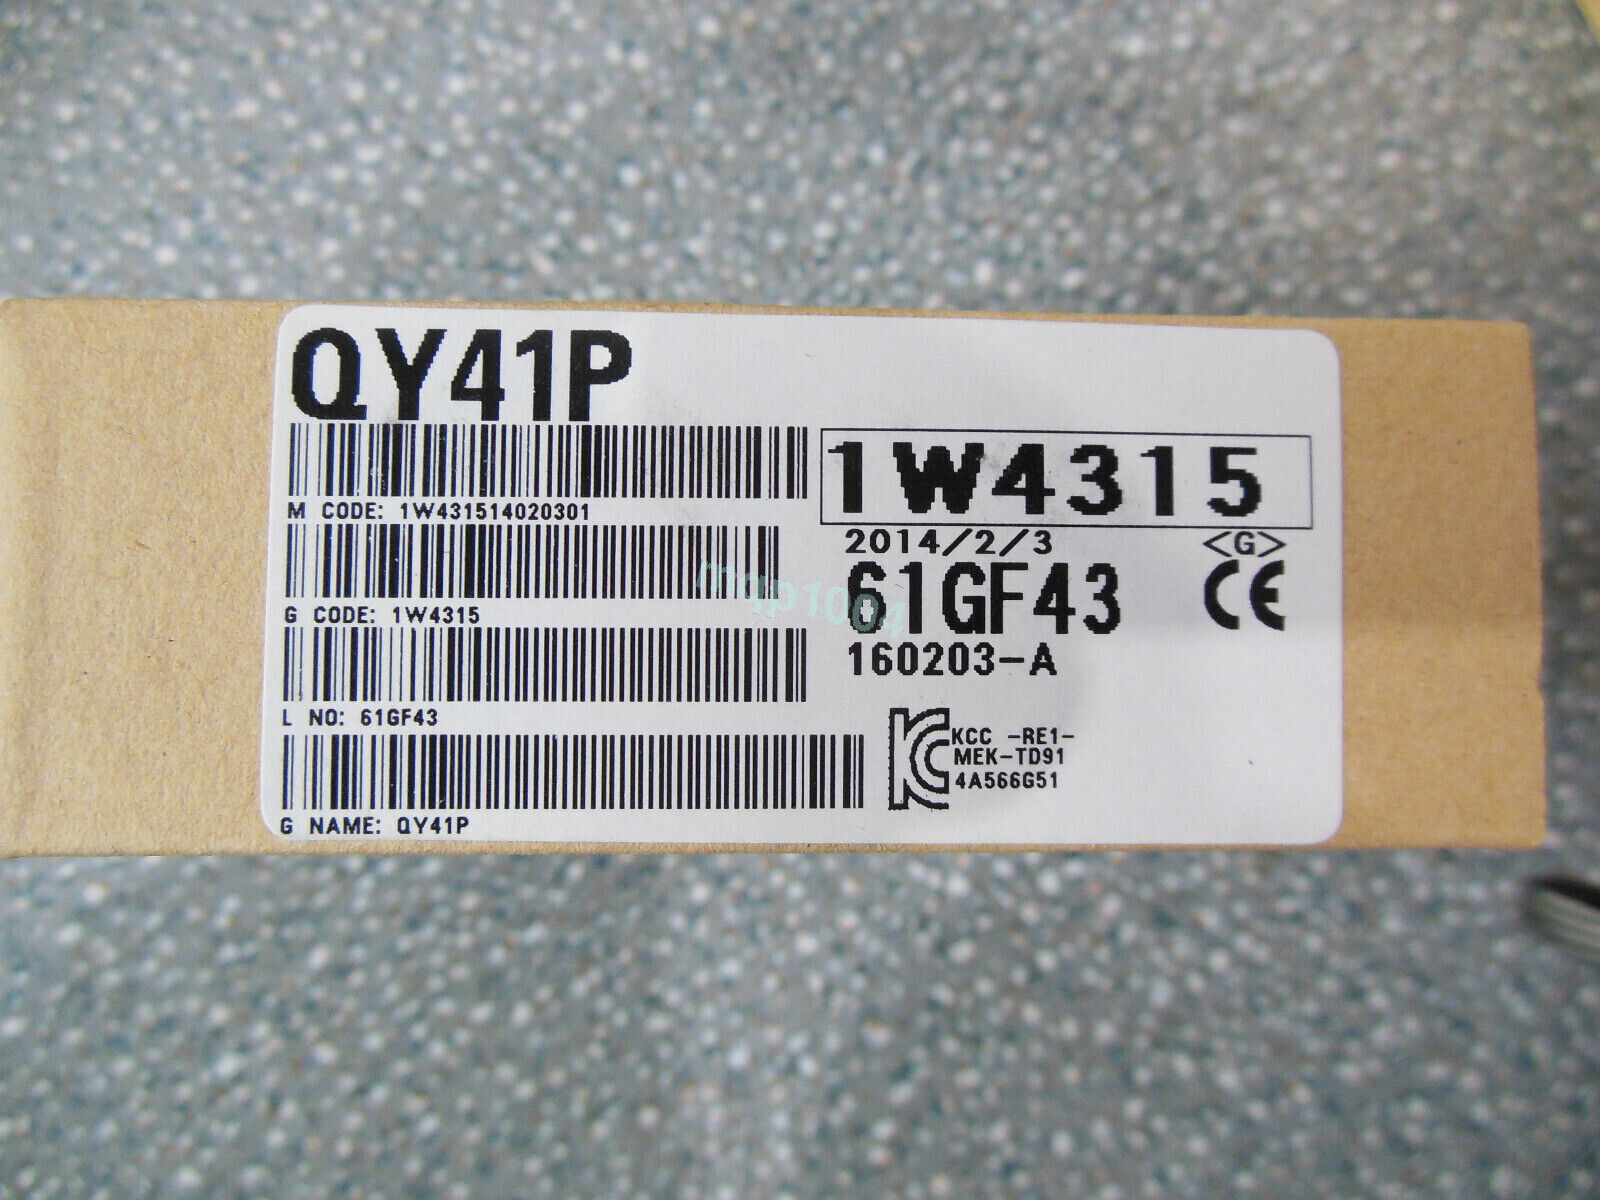 QY41P
M CODE: 1W431514020301
G CODE: 1W4315
L NO: 61GF43
G NAME: QY41P
1W4315
2014/2/3 <G>
61GF43 CE
160203-A
KCC -RE1-
MEK-TD91
4A566G51
mqp1004